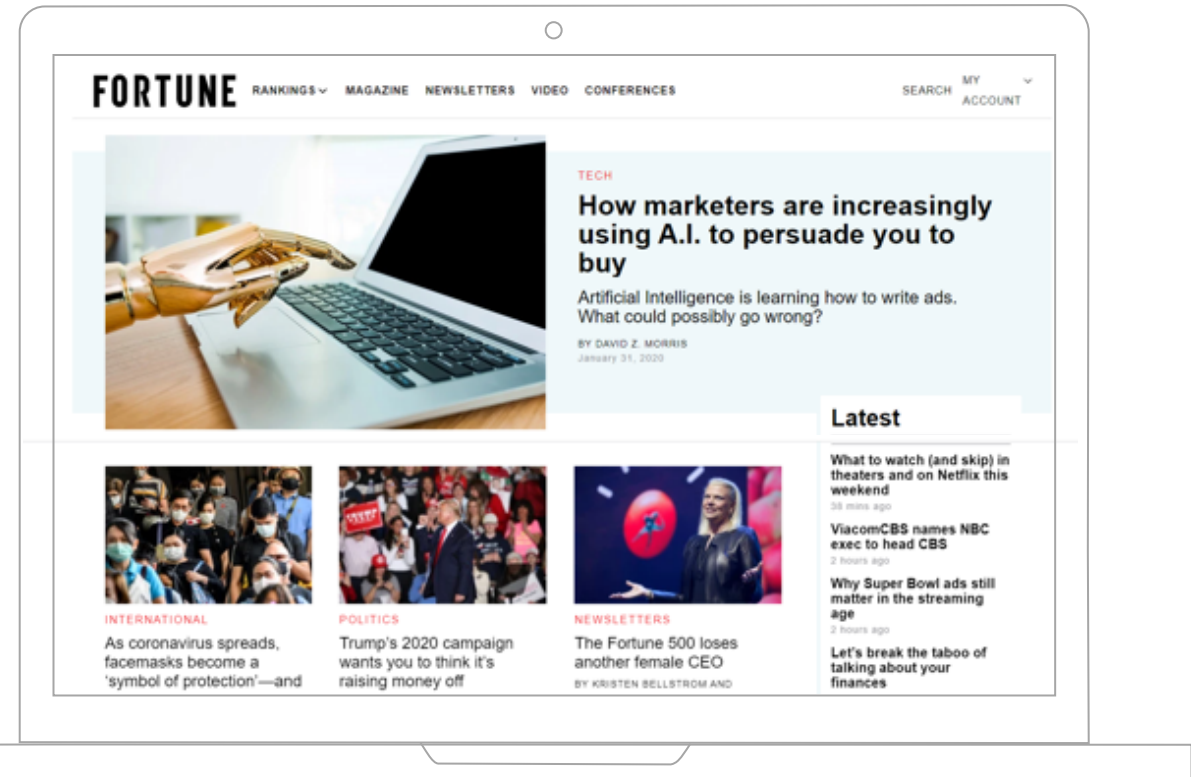 FORTUNE
RANKINGS MAGAZINE NEWSLETTERS VIDEO CONFERENCES
SEARCH
MY
ACCOUNT
TECH
How marketers are increasingly
using A.I. to persuade you to
buy
Artificial Intelligence is learning how to write ads.
What could possibly go wrong?
BY DAVID Z. MORRIS
January 31, 2020
INTERNATIONAL
As coronavirus spreads,
facemasks become a
‘symbol of protection’—and
POLITICS
Trump’s 2020 campaign
wants you to think it’s
raising money off
NEWSLETTERS
The Fortune 500 loses
another female CEO
BY KRISTEN BELLSTROM AND
Latest
What to watch (and skip) in
theaters and on Netflix this
weekend
38 mins ago
ViacomCBS names NBC
exec to head CBS
2 hours ago
Why Super Bowl ads still
matter in the streaming
age
2 hours ago
Let’s break the taboo of
talking about your
finances